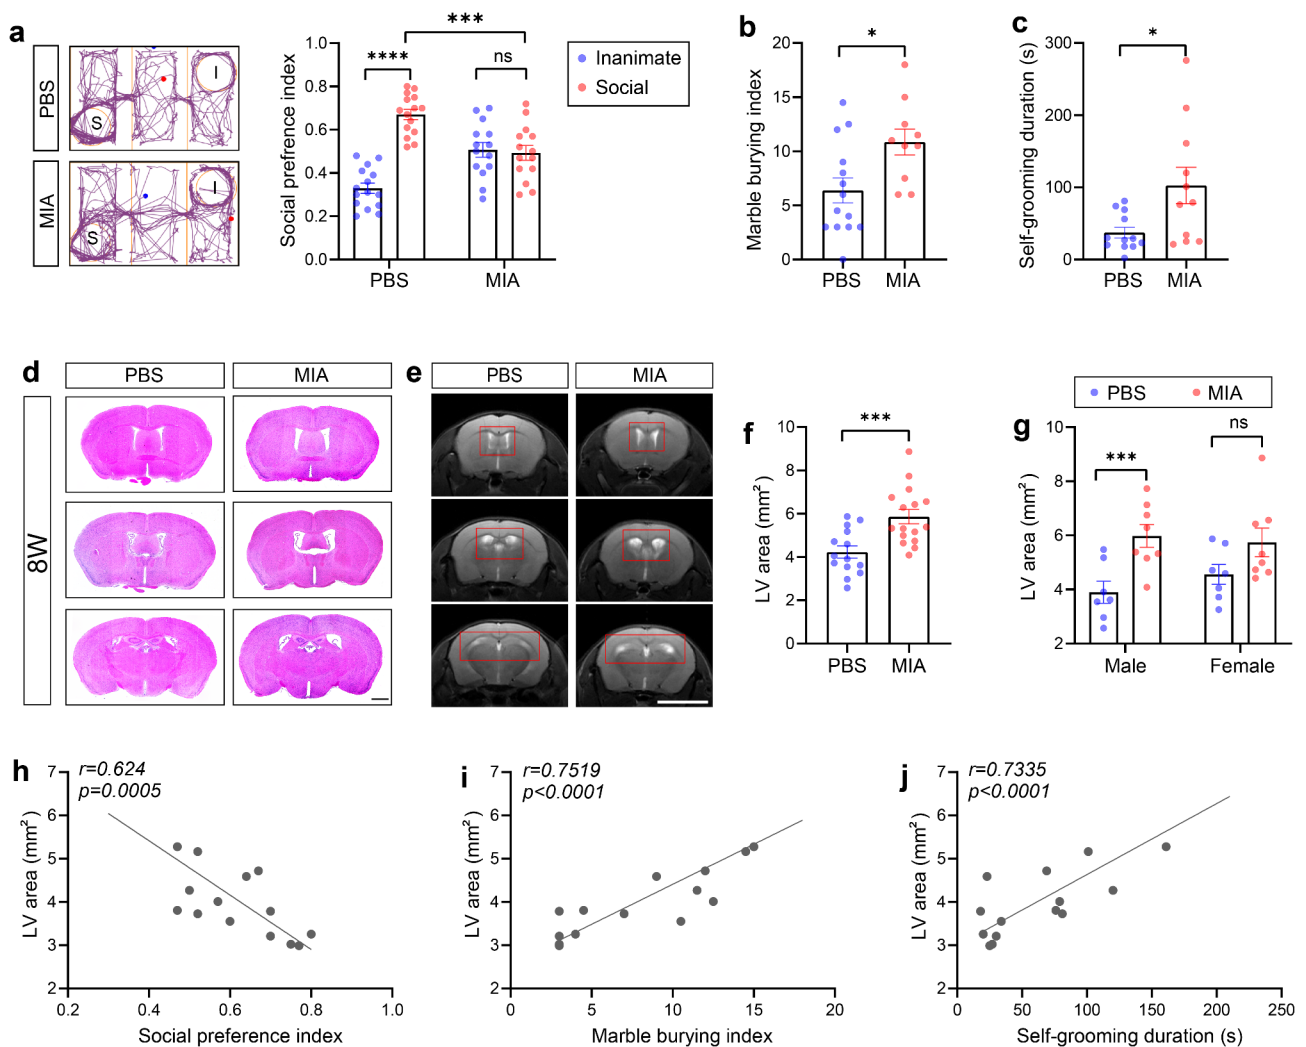 a
PBS
MIA
S
I
S
I
Social prefrence index
1.0
0.8
0.6
0.4
0.2
0.0
****
***
ns
PBS
MIA
Inanimate
Social
b
Marble burying index
20
15
10
5
0
*
PBS
MIA
c
Self-grooming duration (s)
300
200
100
0
*
PBS
MIA
d
PBS
MIA
8W
e
PBS
MIA
f
LV area (mm²)
10
8
6
4
2
0
***
PBS
MIA
g
PBS
MIA
LV area (mm²)
10
8
6
4
2
***
ns
Male
Female
h
r=0.624
p=0.0005
LV area (mm²)
7
6
5
4
3
2
0.2
0.4
0.6
0.8
1.0
Social preference index
i
r=0.7519
p<0.0001
LV area (mm²)
7
6
5
4
3
2
0
5
10
15
20
Marble burying index
j
r=0.7335
p<0.0001
LV area (mm²)
7
6
5
4
3
2
0
50
100
150
200
250
Self-grooming duration (s)